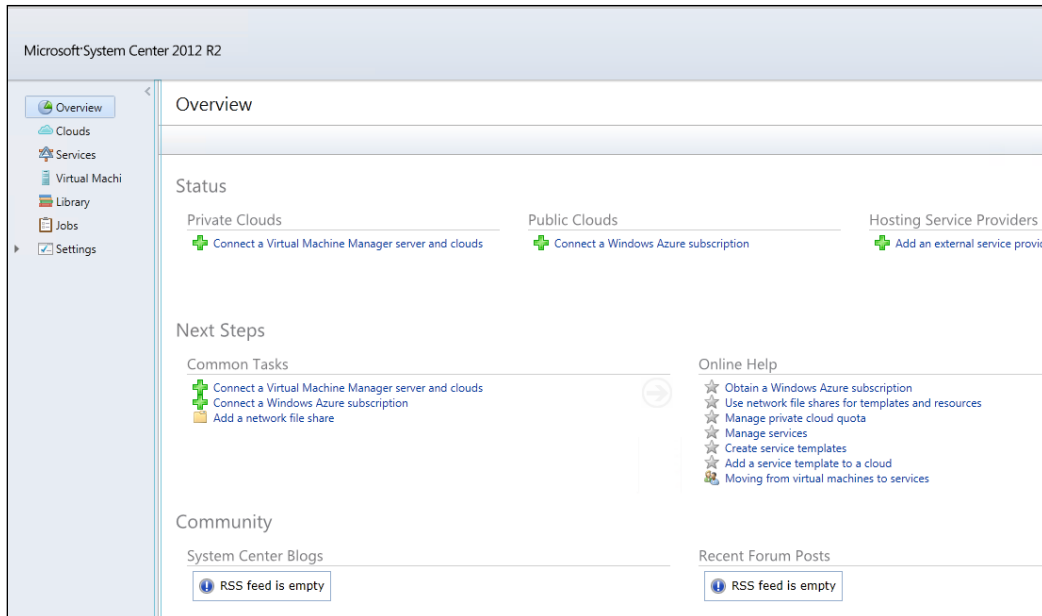 Microsoft System Center 2012 R2
Overview
Clouds
Services
Virtual Machi
Library
Jobs
Settings
Overview
Status
Private Clouds
Connect a Virtual Machine Manager server and clouds
Public Clouds
Connect a Windows Azure subscription
Hosting Service Providers
Add an external service provid
Next Steps
Common Tasks
Connect a Virtual Machine Manager server and clouds
Connect a Windows Azure subscription
Add a network file share
Online Help
Obtain a Windows Azure subscription
Use network file shares for templates and resources
Manage private cloud quota
Manage services
Create service templates
Add a service template to a cloud
Moving from virtual machines to services
Community
System Center Blogs
RSS feed is empty
Recent Forum Posts
RSS feed is empty